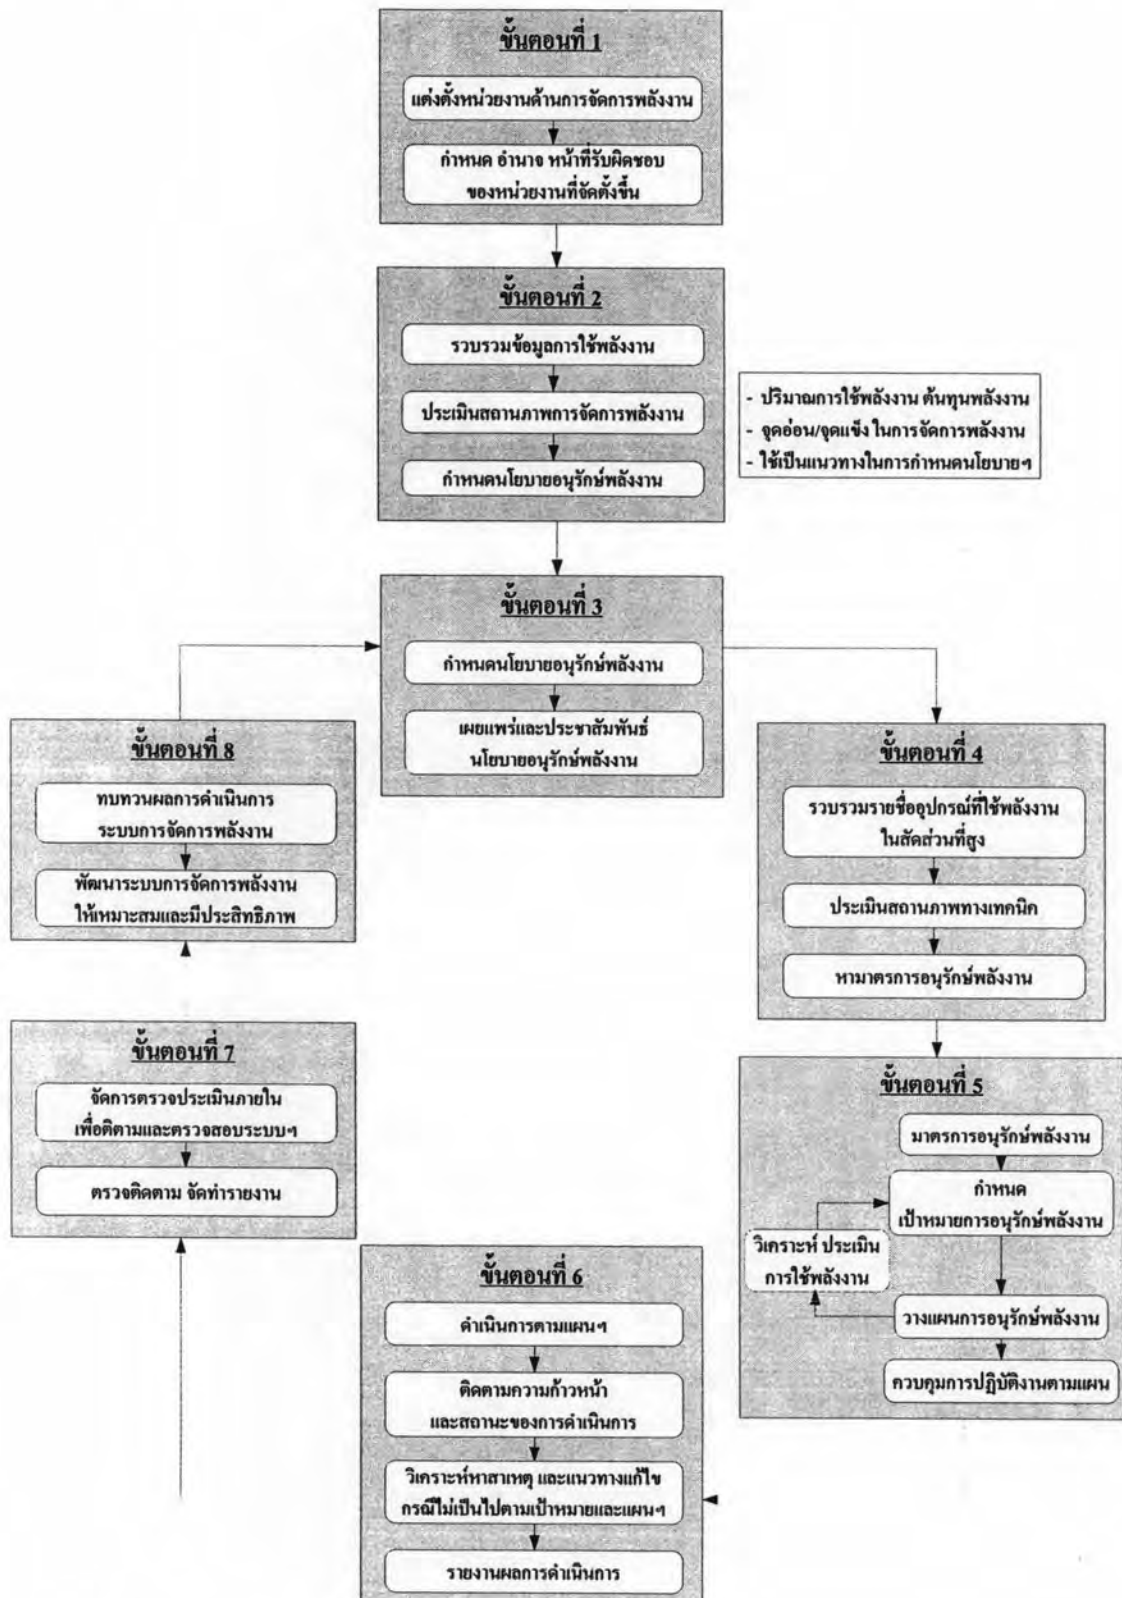 ขั้นตอนที่ 1
แต่งตั้งหน่วยงานด้านการจัดการพลังงาน
กำหนด อำนาจ หน้าที่รับผิดชอบ
ของหน่วยงานที่จัดตั้งขึ้น
ขั้นตอนที่ 2
รวบรวมข้อมูลการใช้พลังงาน
ประเมินสถานภาพการจัดการพลังงาน
กำหนดนโยบายอนุรักษ์พลังงาน
- ปริมาณการใช้พลังงาน ต้นทุนพลังงาน
- จุดอ่อน/จุดแข็ง ในการจัดการพลังงาน
- ใช้เป็นแนวทางในการกำหนดนโยบายฯ
ขั้นตอนที่ 3
กำหนดนโยบายอนุรักษ์พลังงาน
เผยแพร่และประชาสัมพันธ์
นโยบายอนุรักษ์พลังงาน
ขั้นตอนที่ 4
รวบรวมรายชื่ออุปกรณ์ที่ใช้พลังงาน
ในสัดส่วนที่สูง
ประเมินสถานภาพทางเทคนิค
หามาตรการอนุรักษ์พลังงาน
ขั้นตอนที่ 5
มาตรการอนุรักษ์พลังงาน
กำหนด
เป้าหมายการอนุรักษ์พลังงาน
วิเคราะห์ ประเมิน
การใช้พลังงาน
วางแผนการอนุรักษ์พลังงาน
ควบคุมการปฏิบัติงานตามแผน
ขั้นตอนที่ 6
ดำเนินการตามแผนฯ
ติดตามความก้าวหน้า
และสถานะของการดำเนินการ
วิเคราะห์หาสาเหตุ และแนวทางแก้ไข
กรณีไม่เป็นไปตามเป้าหมายและแผนฯ
รายงานผลการดำเนินการ
ขั้นตอนที่ 7
จัดการตรวจประเมินภายใน
เพื่อติตามและตรวจสอบระบบฯ
ตรวจติดตาม จัดทำรายงาน
ขั้นตอนที่ 8
ทบทวนผลการดำเนินการ
ระบบการจัดการพลังงาน
พัฒนาระบบการจัดการพลังงาน
ให้เหมาะสมและมีประสิทธิภาพ